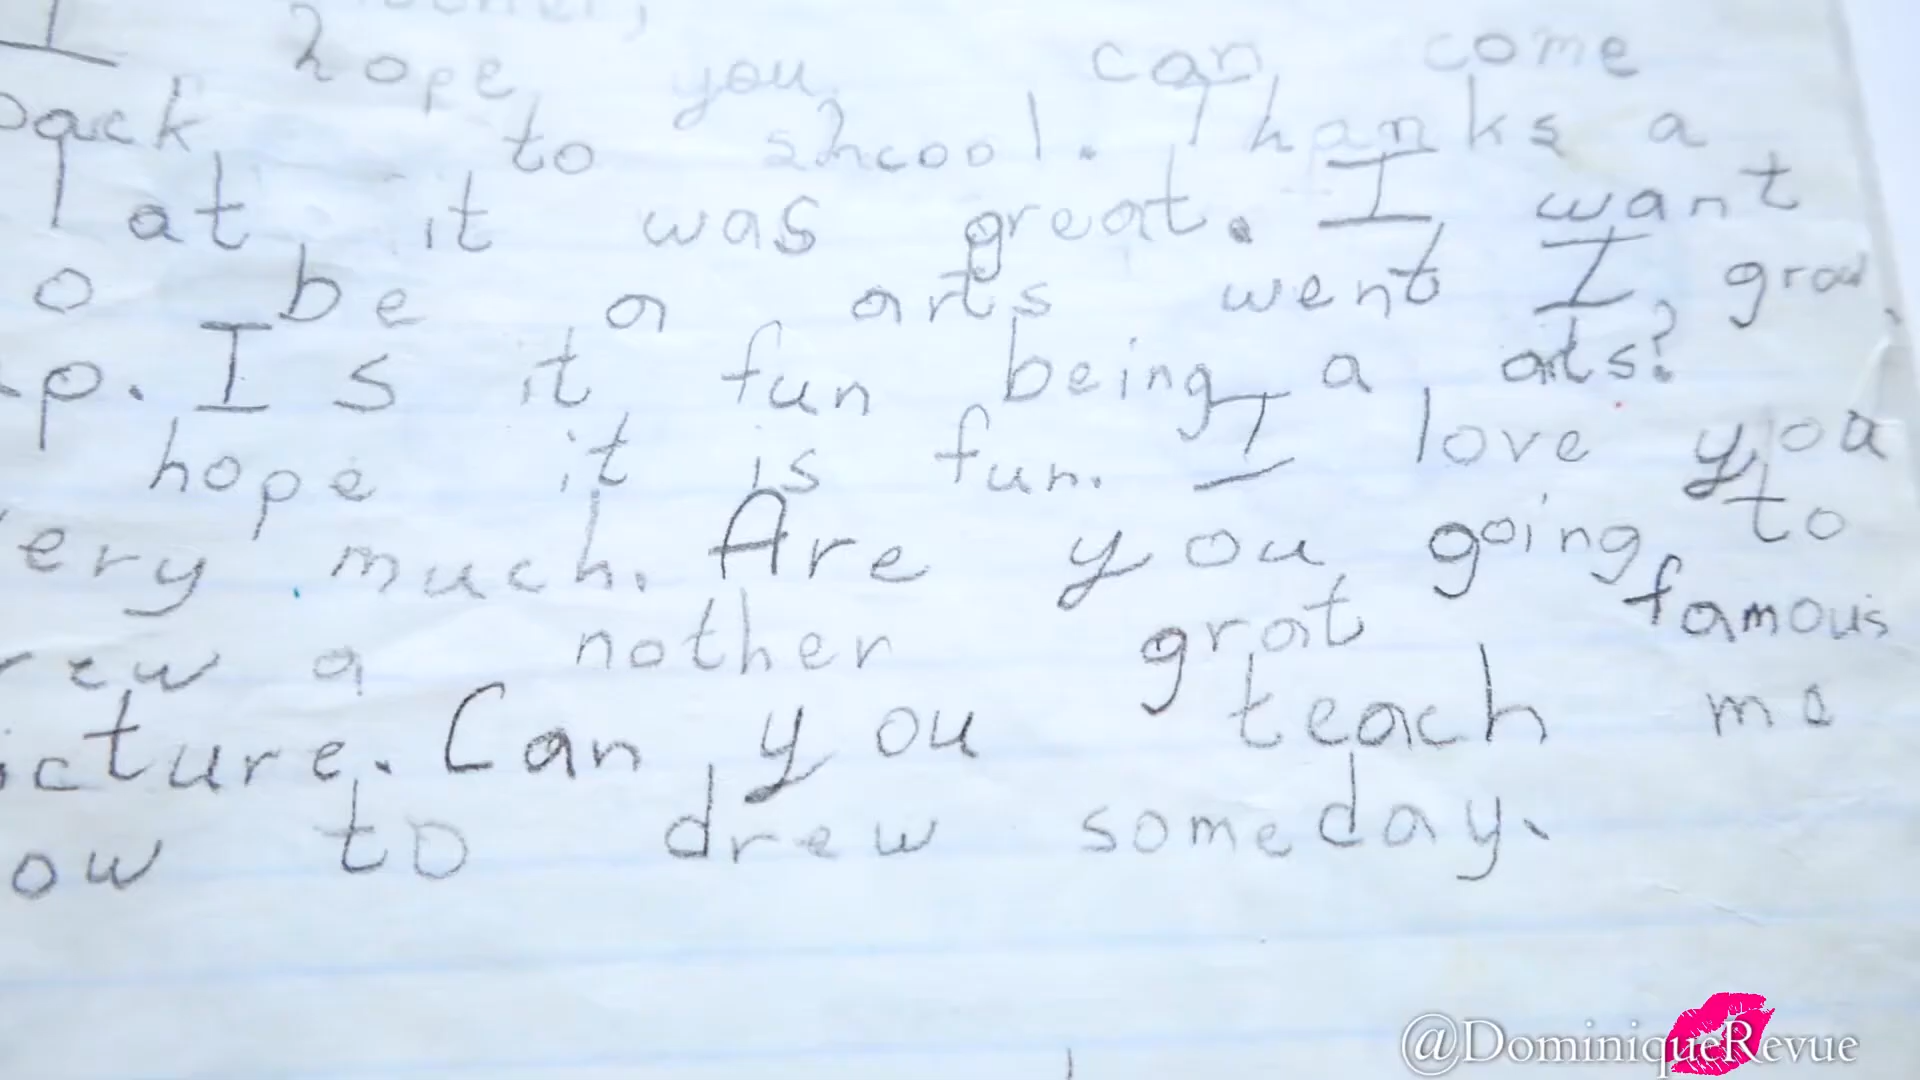 I hope you can come
back to shcool. Thanks a
lat it was great. I want
o be a arts went I grow
up. Is it fun being a arts?
hope it is fun. I love you
ery much. Are you going to
rew a nother grat famous
icture. Can you teach me
ow to drew someday.
@DominiqueRevue